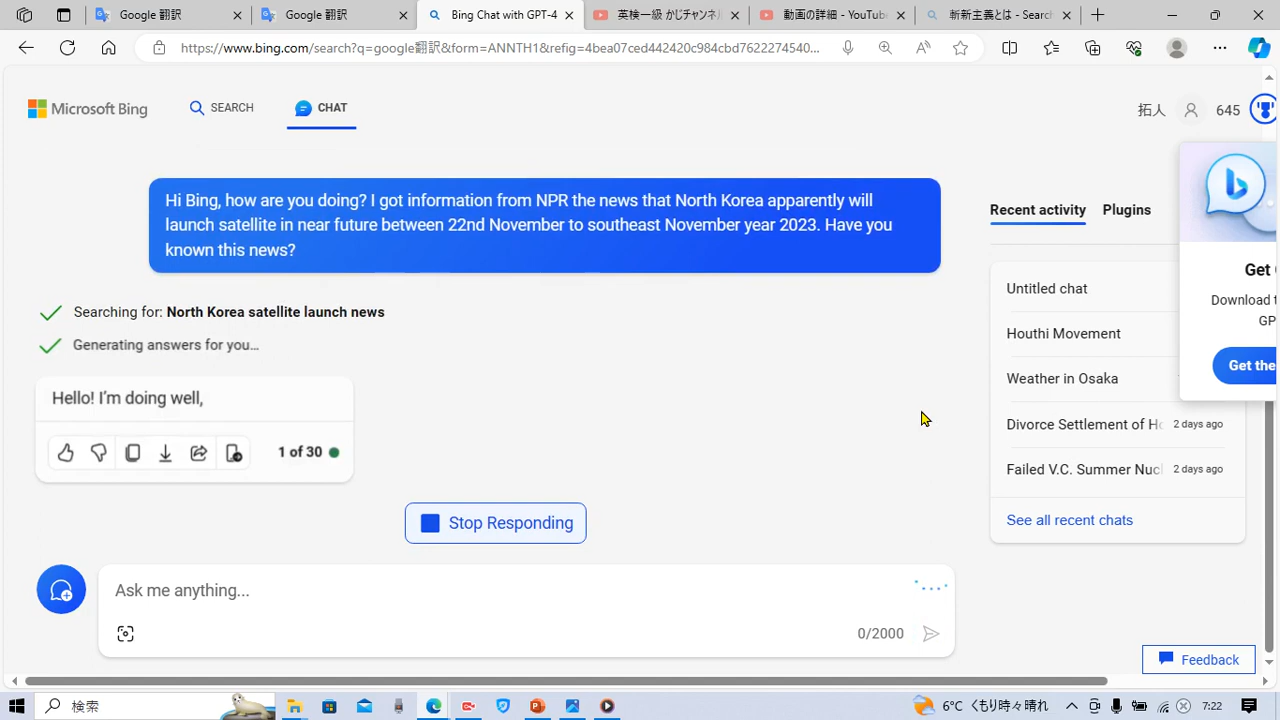 Google 翻訳
Google 翻訳
Bing Chat with GPT-4
英検一級 かじチャンネル
動画の詳細 - YouTube
斬新主義とは - Search
https://www.bing.com/search?q=google翻訳&form=ANNTH1&refig=4bea07ced442420c984cbd7622274540...
Microsoft Bing
SEARCH
CHAT
拓人
645
Hi Bing, how are you doing? I got information from NPR the news that North Korea apparently will
launch satellite in near future between 22nd November to southeast November year 2023. Have you
known this news?
Recent activity
Plugins
Searching for: North Korea satellite launch news
Generating answers for you...
Hello! I'm doing well,
1 of 30
Stop Responding
Ask me anything...
0/2000
Untitled chat
Houthi Movement
Weather in Osaka
Divorce Settlement of Ho
2 days ago
Failed V.C. Summer Nucl
2 days ago
See all recent chats
Get
Download t
GP
Get the
Feedback
検索
6°C くもり時々晴れ
7:22